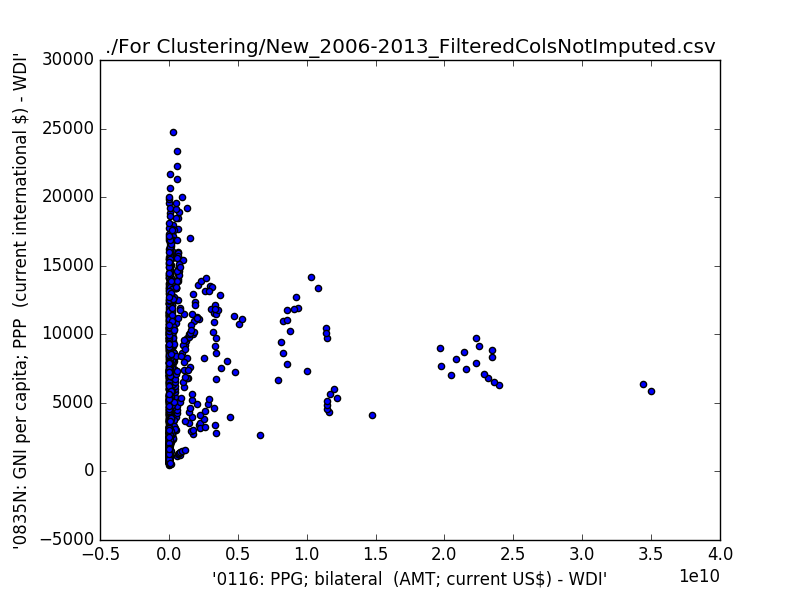 ./For Clustering/New_2006-2013_FilteredColsNotImputed.csv
'0835N: GNI per capita; PPP  (current international $) - WDI'
30000
25000
20000
15000
10000
5000
0
−5000
−0.5 0.0 0.5 1.0 1.5 2.0 2.5 3.0 3.5 4.0
1e10
'0116: PPG; bilateral  (AMT; current US$) - WDI'